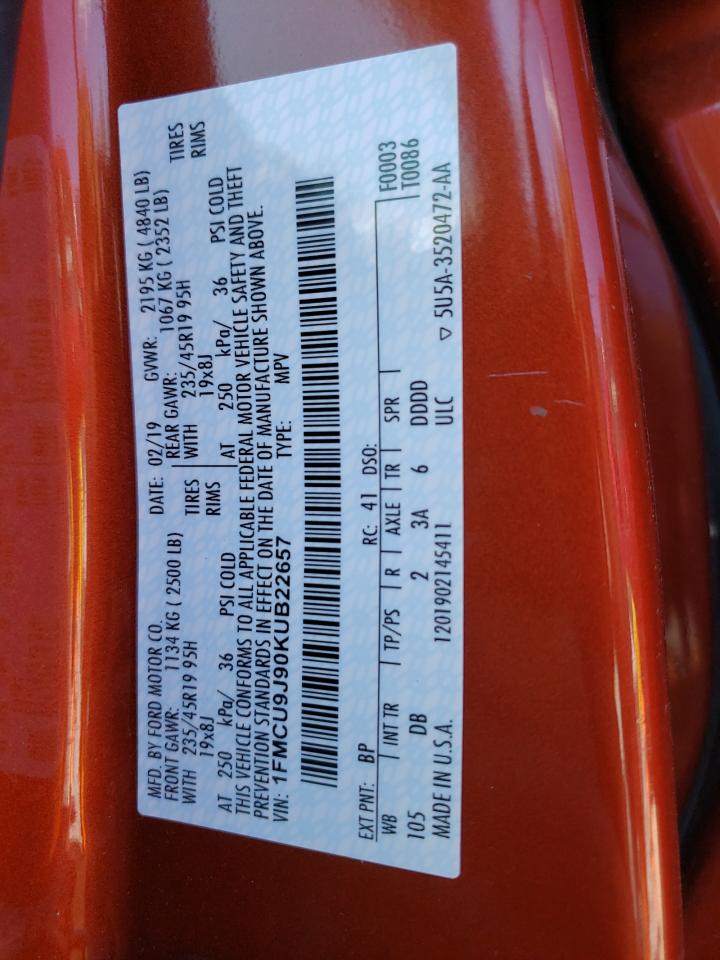 MFD. BY FORD MOTOR CO. DATE: 02/19 GVWR: 2195 KG ( 4840 LB)
FRONT GAWR: 1134 KG ( 2500 LB) REAR GAWR: 1067 KG ( 2352 LB)
WITH 235/45R19 95H TIRES WITH 235/45R19 95H TIRES
19x8J RIMS 19x8J RIMS
AT 250 kPa/ 36 PSI COLD AT 250 kPa/ 36 PSI COLD
THIS VEHICLE CONFORMS TO ALL APPLICABLE FEDERAL MOTOR VEHICLE SAFETY AND THEFT
PREVENTION STANDARDS IN EFFECT ON THE DATE OF MANUFACTURE SHOWN ABOVE.
VIN: 1FMCU9J90KUB22657 TYPE: MPV
EXT PNT: BP RC: 41 DSO: F0003
WB INT TR TP/PS R AXLE TR SPR T0086
105 DB 2 3A 6 DDDD
MADE IN U.S.A. 1201902145411 ULC ▽ 5U5A-3520472-AA